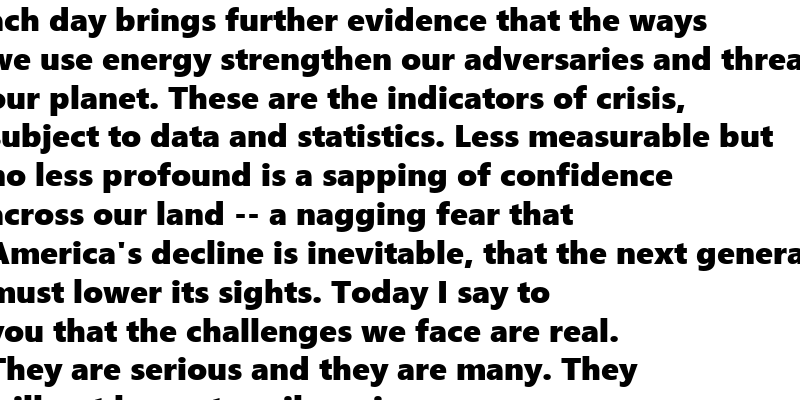 ach day brings further evidence that the ways
we use energy strengthen our adversaries and threa
our planet. These are the indicators of crisis,
subject to data and statistics. Less measurable but
no less profound is a sapping of confidence
across our land -- a nagging fear that
America's decline is inevitable, that the next genera
must lower its sights. Today I say to
you that the challenges we face are real.
They are serious and they are many. They